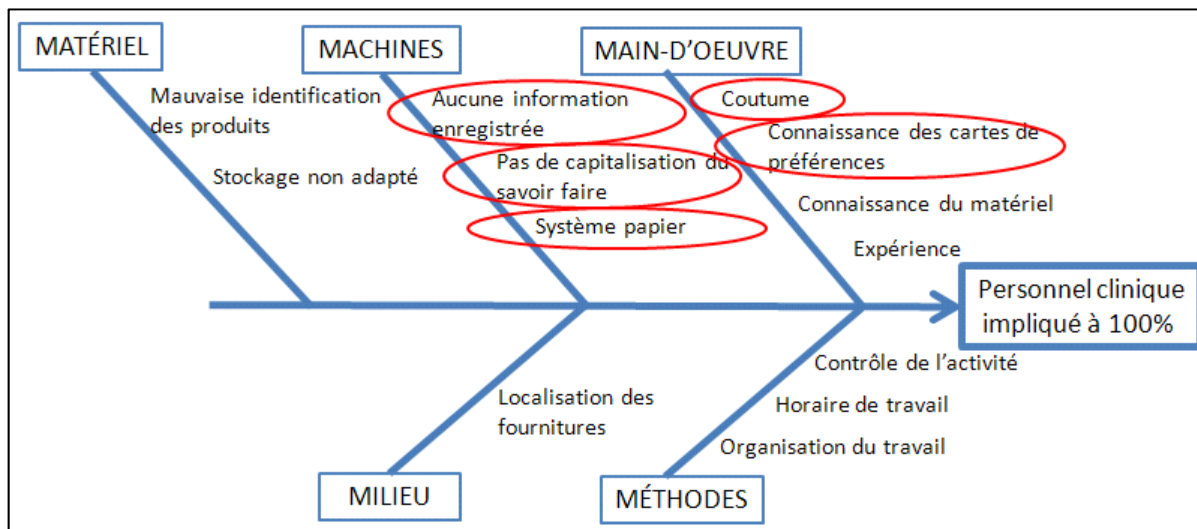 MATÉRIEL
MACHINES
MAIN-D'OEUVRE
Mauvaise identification
des produits
Stockage non adapté
Aucune information
enregistrée
Pas de capitalisation du
savoir faire
Système papier
Coutume
Connaissance des cartes de
préférences
Connaissance du matériel
Expérience
Personnel clinique
impliqué à 100%
Localisation des
fournitures
Contrôle de l'activité
Horaire de travail
Organisation du travail
MILIEU
MÉTHODES